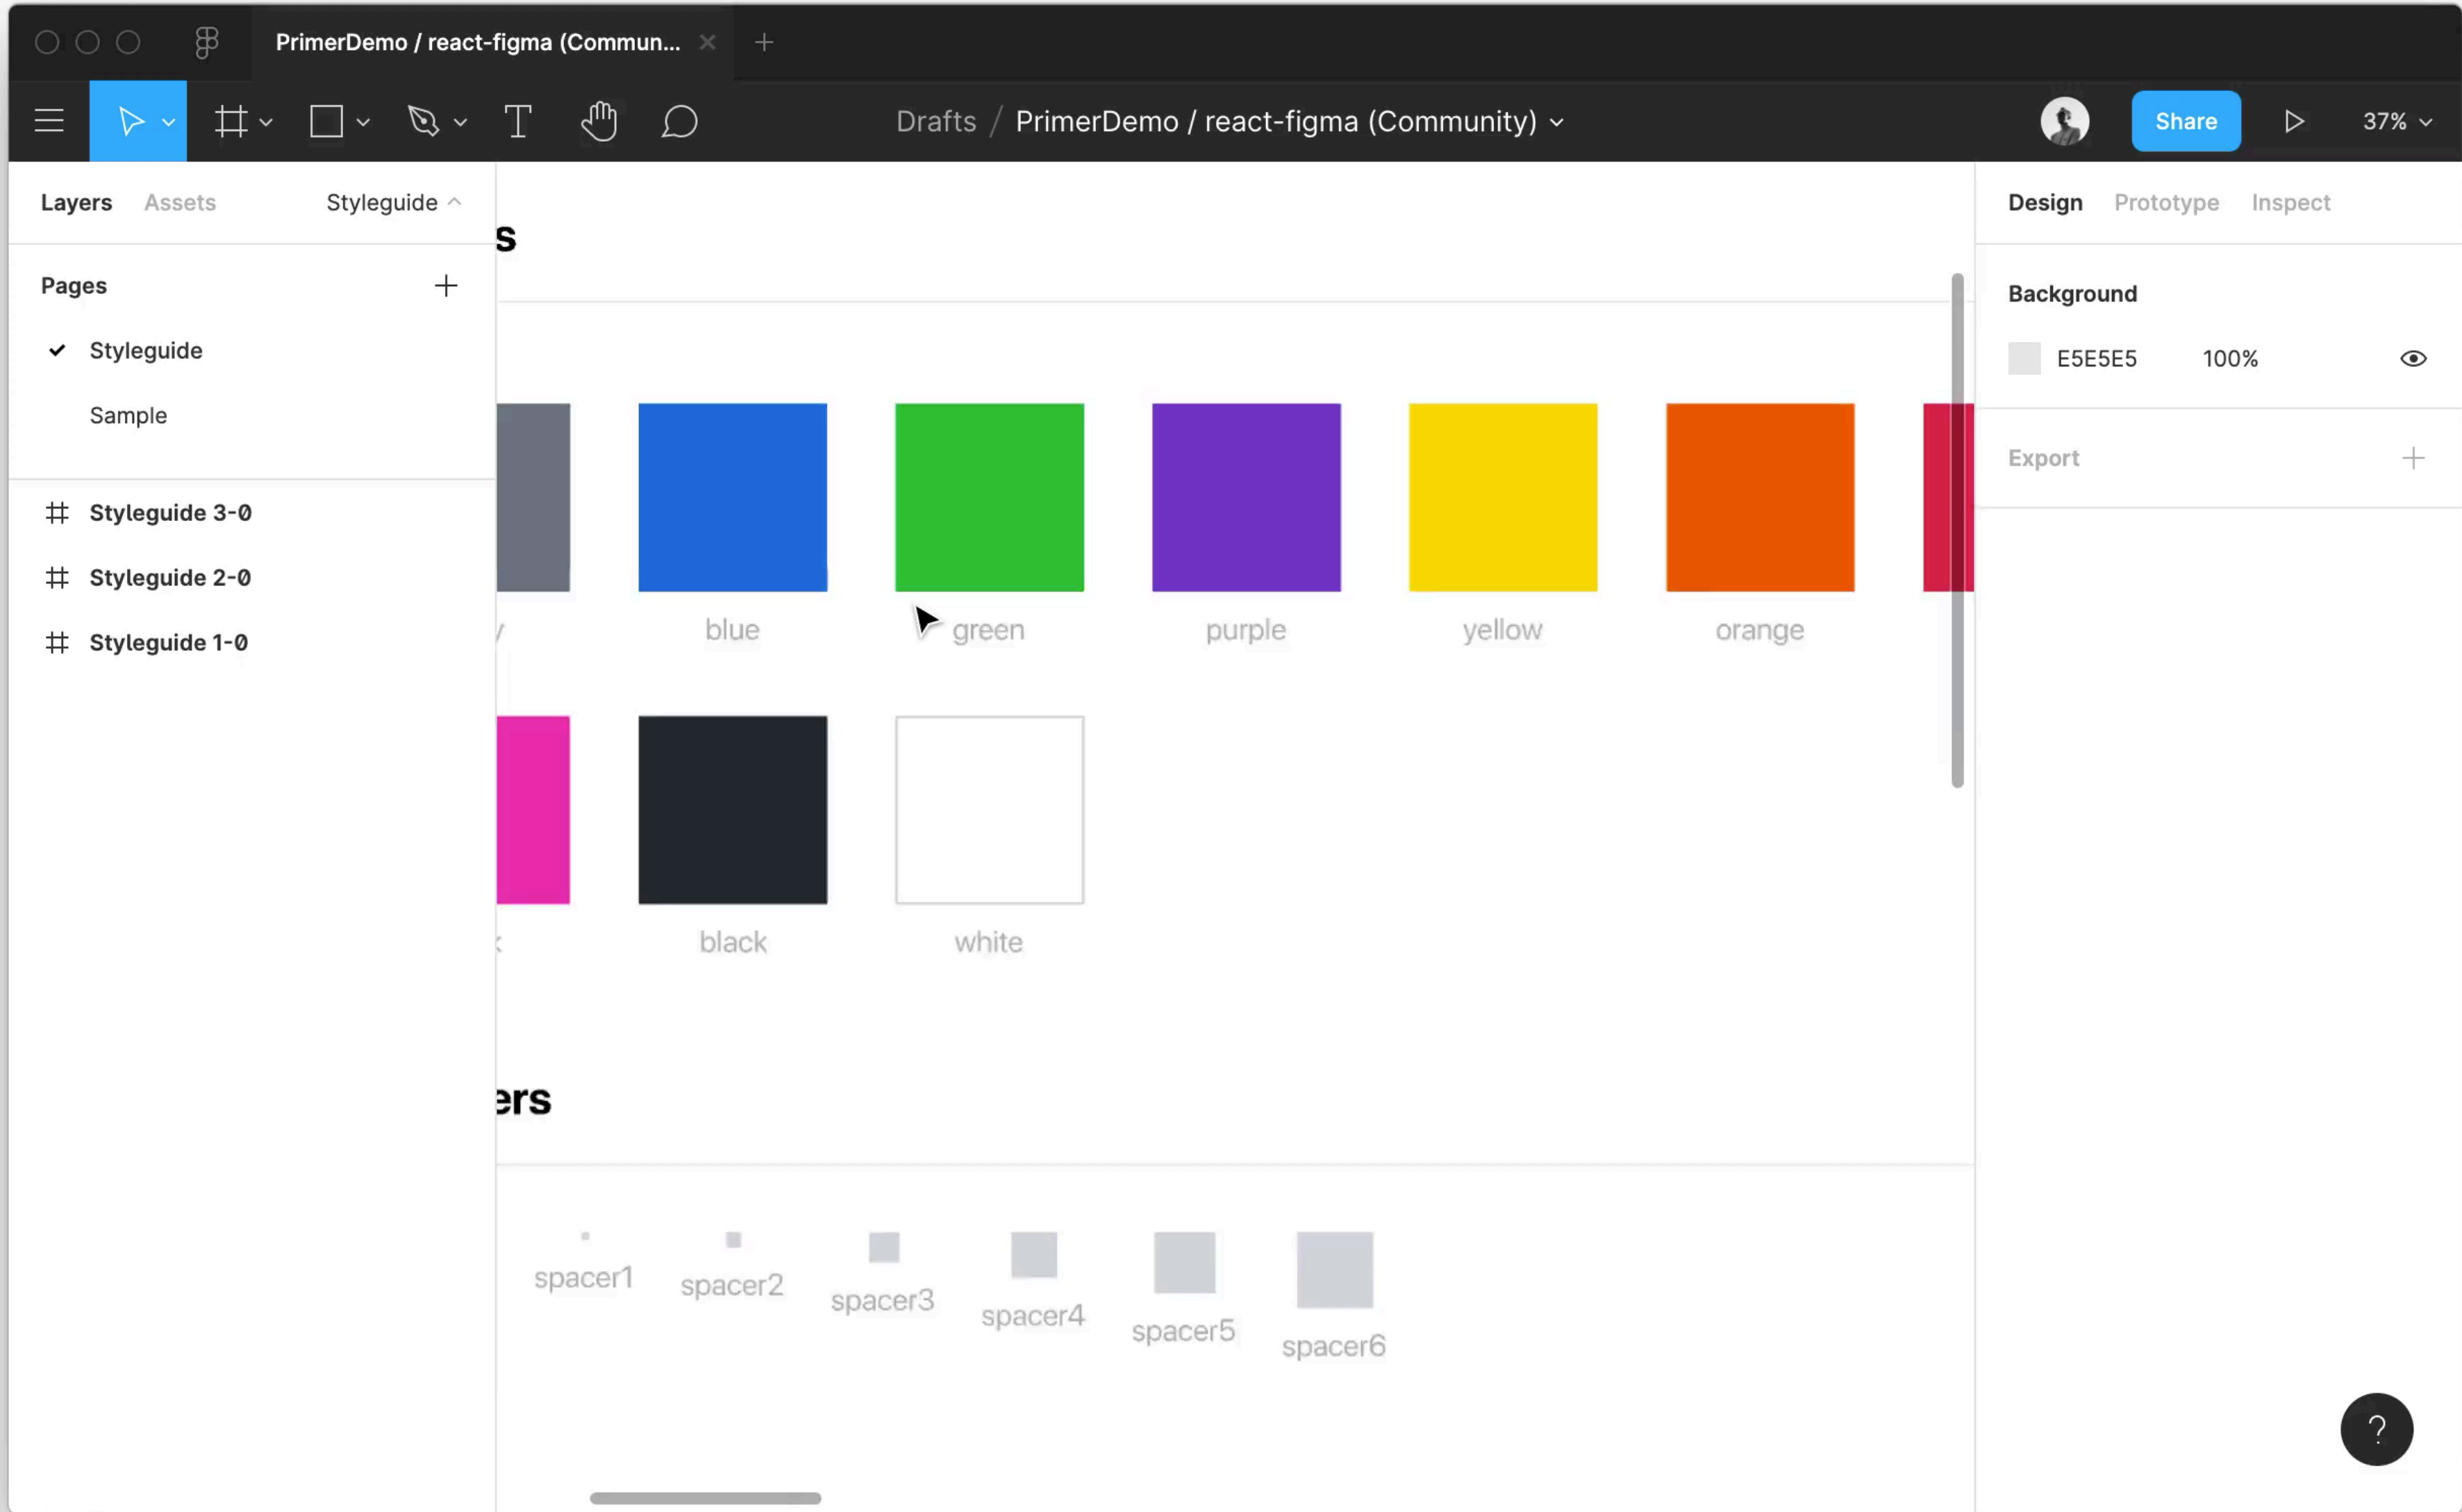 PrimerDemo / react-figma (Commun...
Drafts / PrimerDemo / react-figma (Community)
Share
37%
Layers Assets Styleguide
Pages
Styleguide
Sample
Styleguide 3-0
Styleguide 2-0
Styleguide 1-0
s
blue green purple yellow orange
black white
ers
spacer1 spacer2 spacer3 spacer4 spacer5 spacer6
Design Prototype Inspect
Background
E5E5E5 100%
Export
?